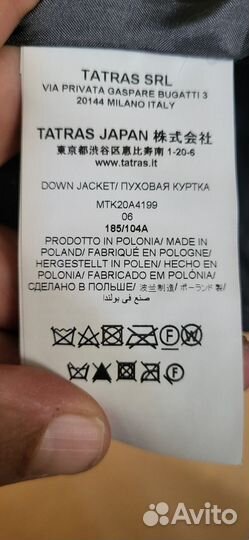 TATRAS SRL
VIA PRIVATA GASPARE BUGATTI 3
20144 MILANO ITALY
TATRAS JAPAN 株式会社
東京都渋谷区恵比寿南 1-20-6
www.tatras.it
DOWN JACKET/ ПУХОВАЯ КУРТКА
MTK20A4199
06
185/104A
PRODOTTO IN POLONIA/ MADE IN
POLAND/ FABRIQUÉ EN POLOGNE/
HERGESTELLT IN POLEN/ HECHO EN
POLONIA/ FABRICADO EM POLÓNIA/
СДЕЛАНО В ПОЛЬШЕ/ 波兰制造/ ポーランド製/
صنع في بولندا
F
F
Avito